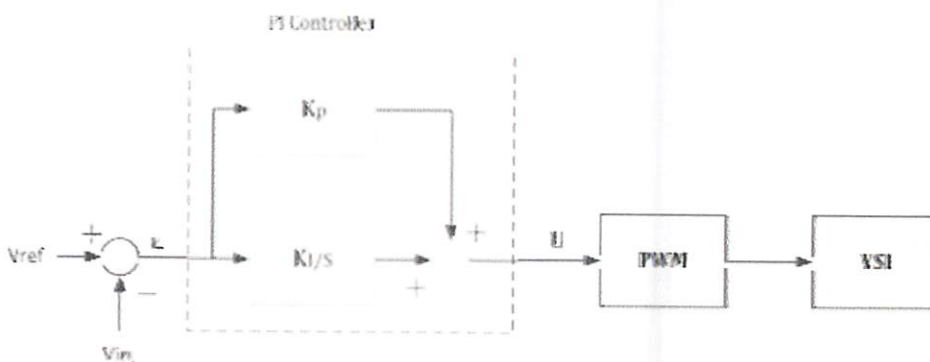 PI Controller
Kp
+
+
Vref
E
KI/S
U
PWM
VSI
+
−
Vin